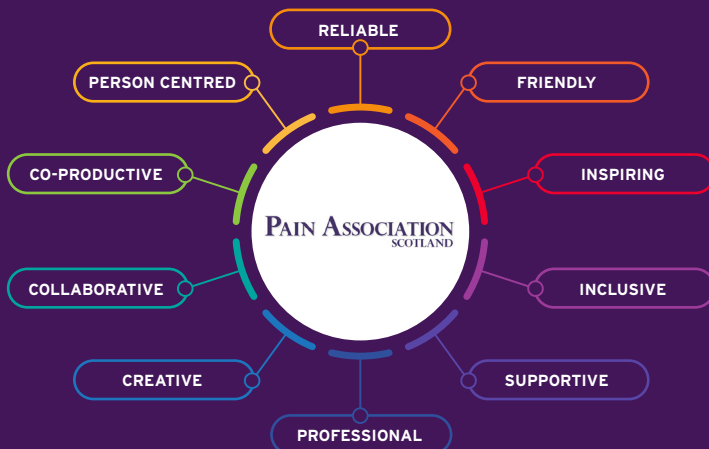 RELIABLE
PERSON CENTRED
FRIENDLY
CO-PRODUCTIVE
INSPIRING
PAIN ASSOCIATION
SCOTLAND
COLLABORATIVE
INCLUSIVE
CREATIVE
SUPPORTIVE
PROFESSIONAL